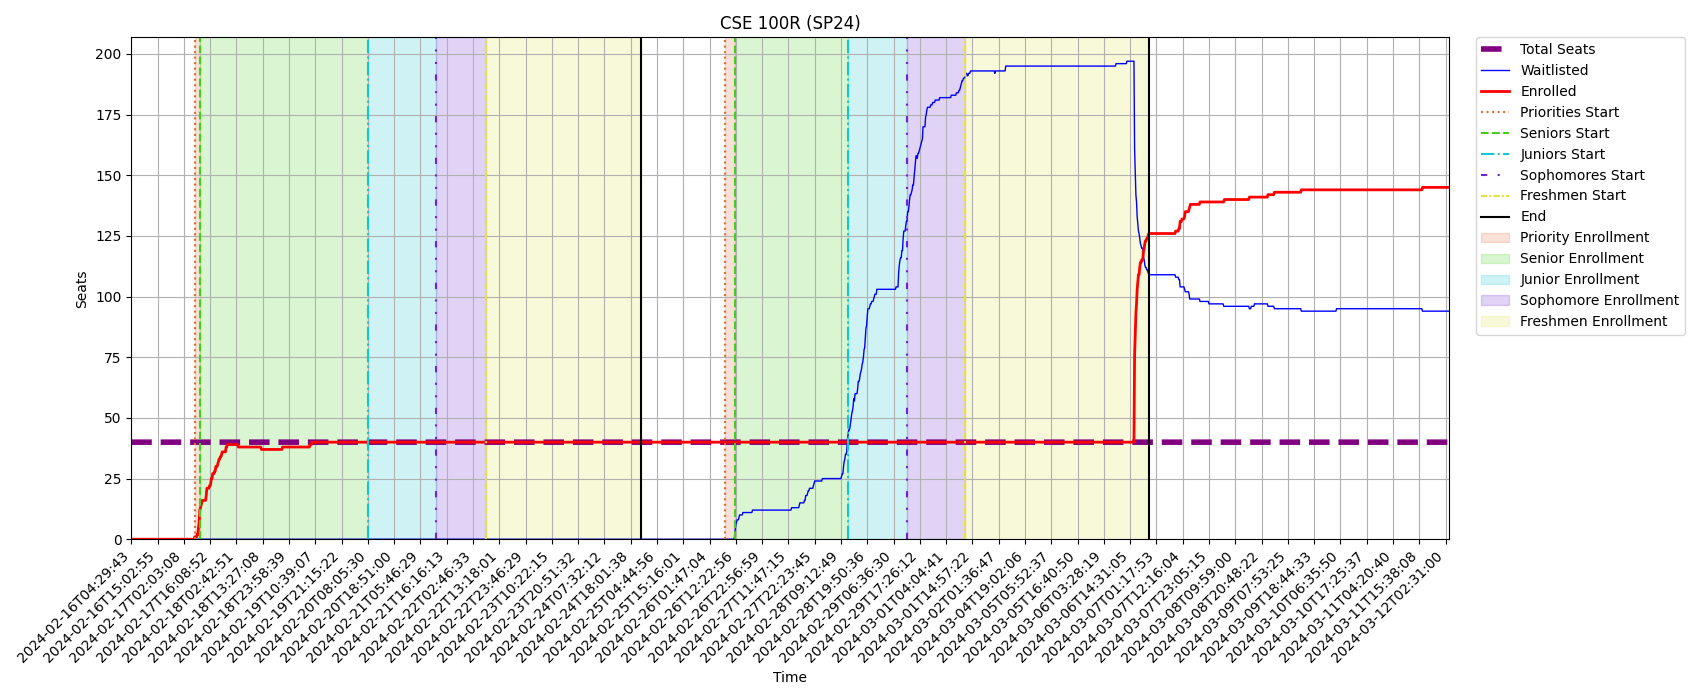 CSE 100R (SP24)
Seats
200
175
150
125
100
75
50
25
0
2024-02-16T04:29:43
2024-02-16T15:02:55
2024-02-17T02:03:08
2024-02-17T16:08:52
2024-02-18T02:42:51
2024-02-18T13:27:08
2024-02-18T23:58:39
2024-02-19T10:39:07
2024-02-19T21:15:22
2024-02-20T08:05:30
2024-02-20T18:51:00
2024-02-21T05:46:29
2024-02-21T16:16:13
2024-02-22T02:46:33
2024-02-22T13:18:01
2024-02-22T23:46:29
2024-02-23T10:22:15
2024-02-23T20:51:32
2024-02-24T07:32:12
2024-02-24T18:01:38
2024-02-25T04:44:56
2024-02-25T15:16:01
2024-02-26T01:47:04
2024-02-26T12:22:56
2024-02-26T22:56:59
2024-02-27T11:47:15
2024-02-27T22:23:45
2024-02-28T09:12:49
2024-02-28T19:50:36
2024-02-29T06:36:30
2024-02-29T17:26:12
2024-03-01T04:04:41
2024-03-01T14:57:22
2024-03-02T01:36:47
2024-03-04T19:02:06
2024-03-05T05:52:37
2024-03-05T16:40:50
2024-03-06T03:28:19
2024-03-06T14:31:05
2024-03-07T01:17:53
2024-03-07T12:16:04
2024-03-07T23:05:15
2024-03-08T09:59:00
2024-03-08T20:48:22
2024-03-09T07:53:25
2024-03-09T18:44:33
2024-03-10T06:35:50
2024-03-10T17:25:37
2024-03-11T04:20:40
2024-03-11T15:38:08
2024-03-12T02:31:00
Time
Total Seats
Waitlisted
Enrolled
Priorities Start
Seniors Start
Juniors Start
Sophomores Start
Freshmen Start
End
Priority Enrollment
Senior Enrollment
Junior Enrollment
Sophomore Enrollment
Freshmen Enrollment